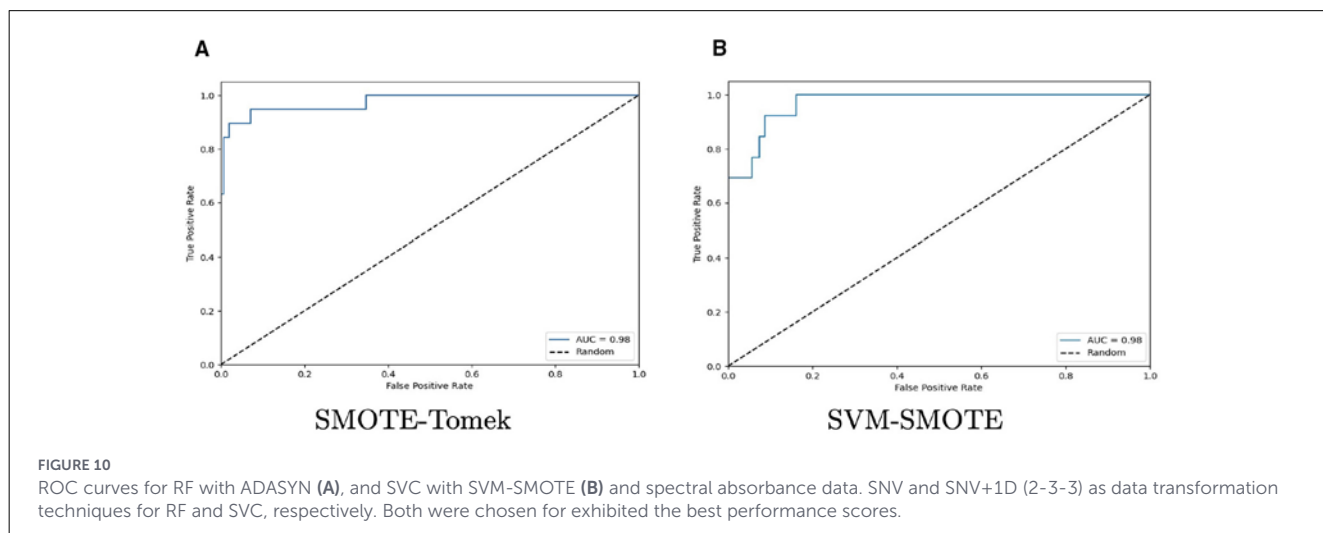 A
True Positive Rate
1.0
0.8
0.6
0.4
0.2
0.0
AUC = 0.98
Random
0.0 0.2 0.4 0.6 0.8 1.0
False Positive Rate
SMOTE-Tomek
B
True Positive Rate
1.0
0.8
0.6
0.4
0.2
0.0
AUC = 0.98
Random
0.0 0.2 0.4 0.6 0.8 1.0
False Positive Rate
SVM-SMOTE
FIGURE 10
ROC curves for RF with ADASYN (A), and SVC with SVM-SMOTE (B) and spectral absorbance data. SNV and SNV+1D (2-3-3) as data transformation
techniques for RF and SVC, respectively. Both were chosen for exhibited the best performance scores.